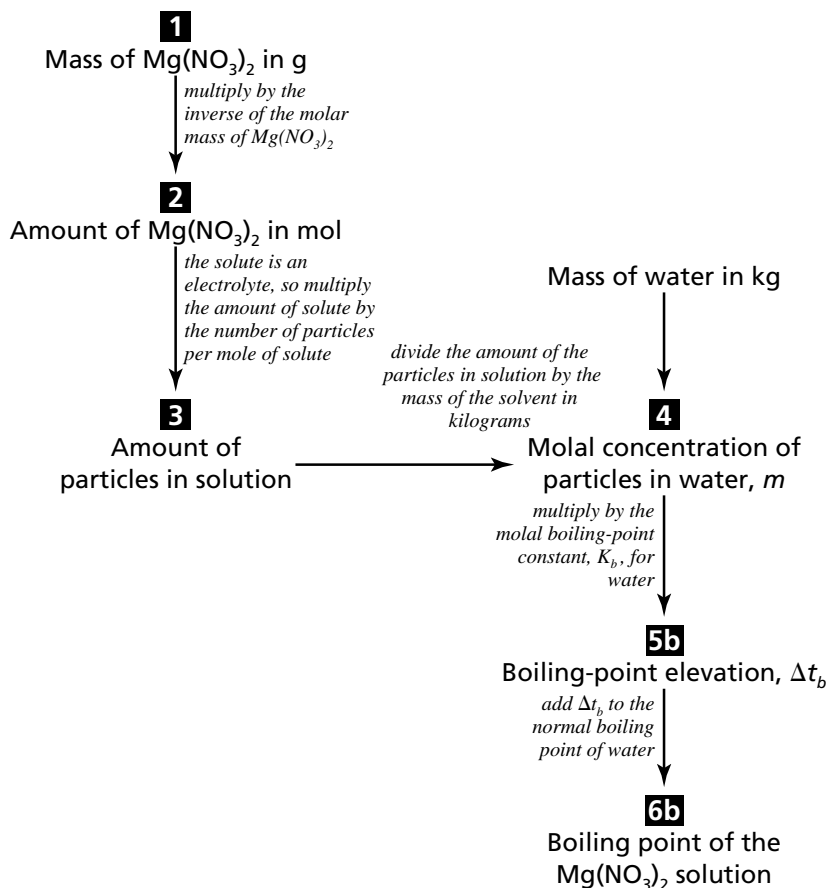 1
Mass of Mg(NO₃)₂ in g
multiply by the
inverse of the molar
mass of Mg(NO₃)₂
2
Amount of Mg(NO₃)₂ in mol
the solute is an
electrolyte, so multiply
the amount of solute by
the number of particles
per mole of solute
3
Amount of
particles in solution
Mass of water in kg
divide the amount of the
particles in solution by the
mass of the solvent in
kilograms
4
Molal concentration of
particles in water, m
multiply by the
molal boiling-point
constant, K_b, for
water
5b
Boiling-point elevation, Δt_b
add Δt_b to the
normal boiling
point of water
6b
Boiling point of the
Mg(NO₃)₂ solution